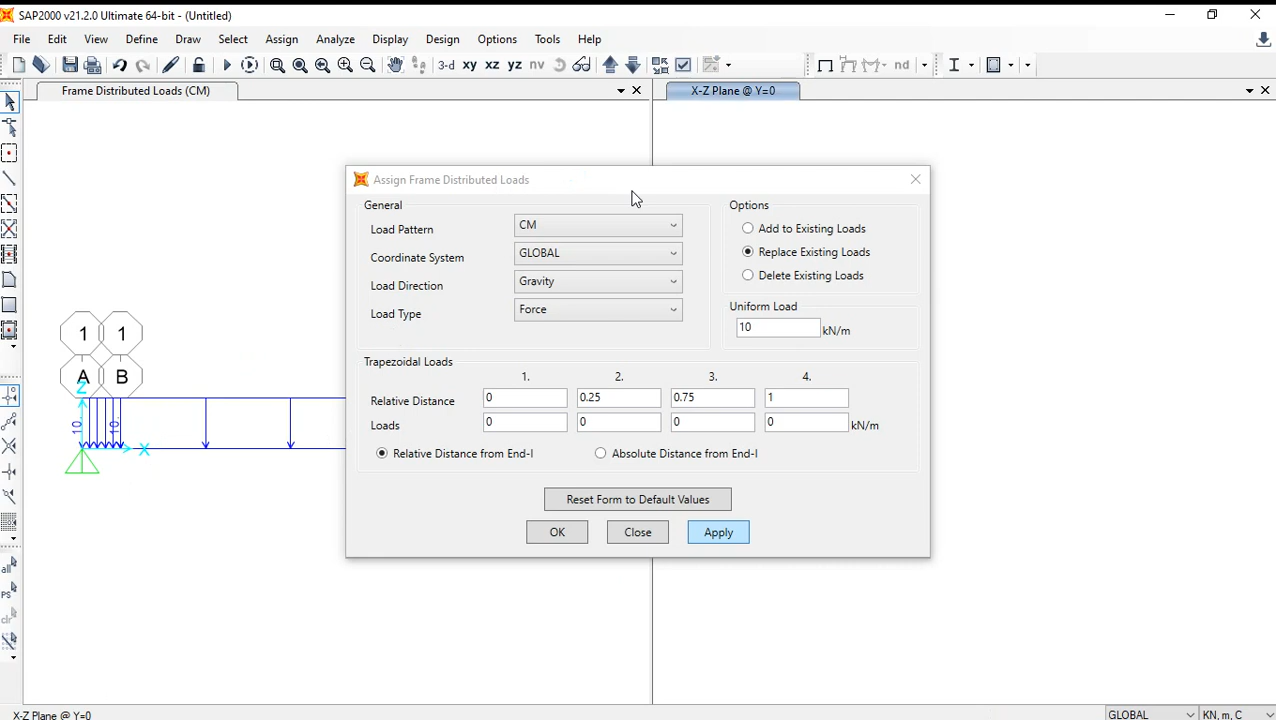 SAP2000 v21.2.0 Ultimate 64-bit - (Untitled)
File Edit View Define Draw Select Assign Analyze Display Design Options Tools Help
3-d xy xz yz nv nd
Frame Distributed Loads (CM)
X-Z Plane @ Y=0
Assign Frame Distributed Loads
General
Load Pattern CM
Coordinate System GLOBAL
Load Direction Gravity
Load Type Force
Options
Add to Existing Loads
Replace Existing Loads
Delete Existing Loads
Uniform Load
10 kN/m
Trapezoidal Loads
1. 2. 3. 4.
Relative Distance 0 0.25 0.75 1
Loads 0 0 0 0 kN/m
Relative Distance from End-I Absolute Distance from End-I
Reset Form to Default Values
OK Close Apply
1 1
A B
Z
10. 10.
X
all
PS
clr
X-Z Plane @ Y=0
GLOBAL KN, m, C